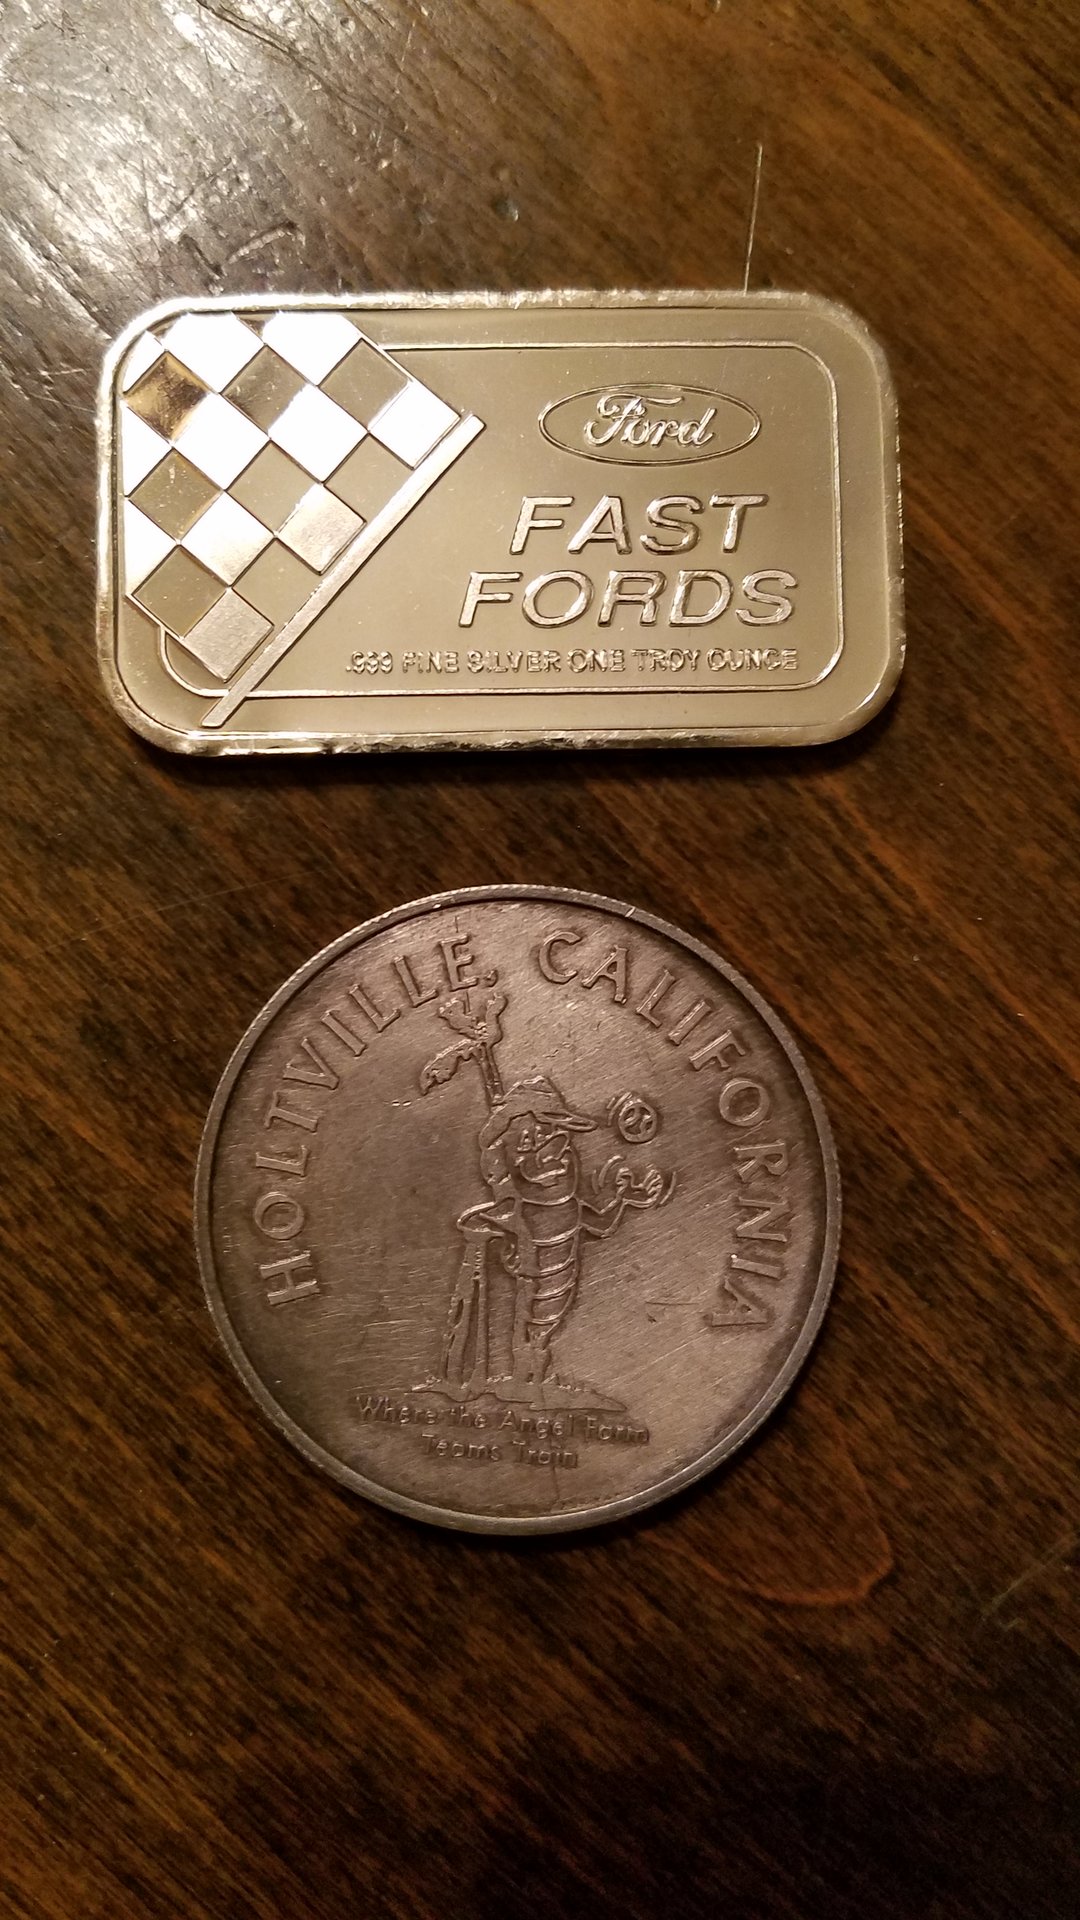 Ford
FAST
FORDS
.999 FINE SILVER ONE TROY OUNCE
HOLTVILLE, CALIFORNIA
Where the Angel Farm
Teams Train